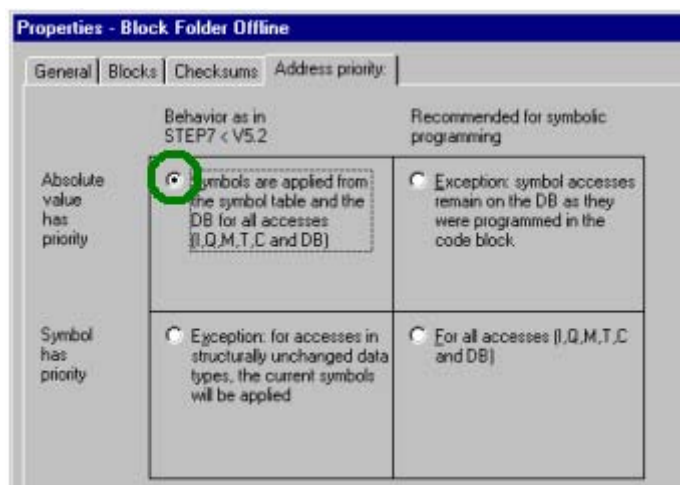 Properties - Block Folder Offline
General Blocks Checksums Address priority:
Behavior as in
STEP7 < V5.2
Recommended for symbolic
programming
Absolute
value
has
priority
Symbols are applied from
the symbol table and the
DB for all accesses
(I,Q,M,T,C and DB)
Exception: symbol accesses
remain on the DB as they
were programmed in the
code block.
Symbol
has
priority
Exception: for accesses in
structurally unchanged data
types, the current symbols
will be applied
For all accesses (I,Q,M,T,C
and DB)